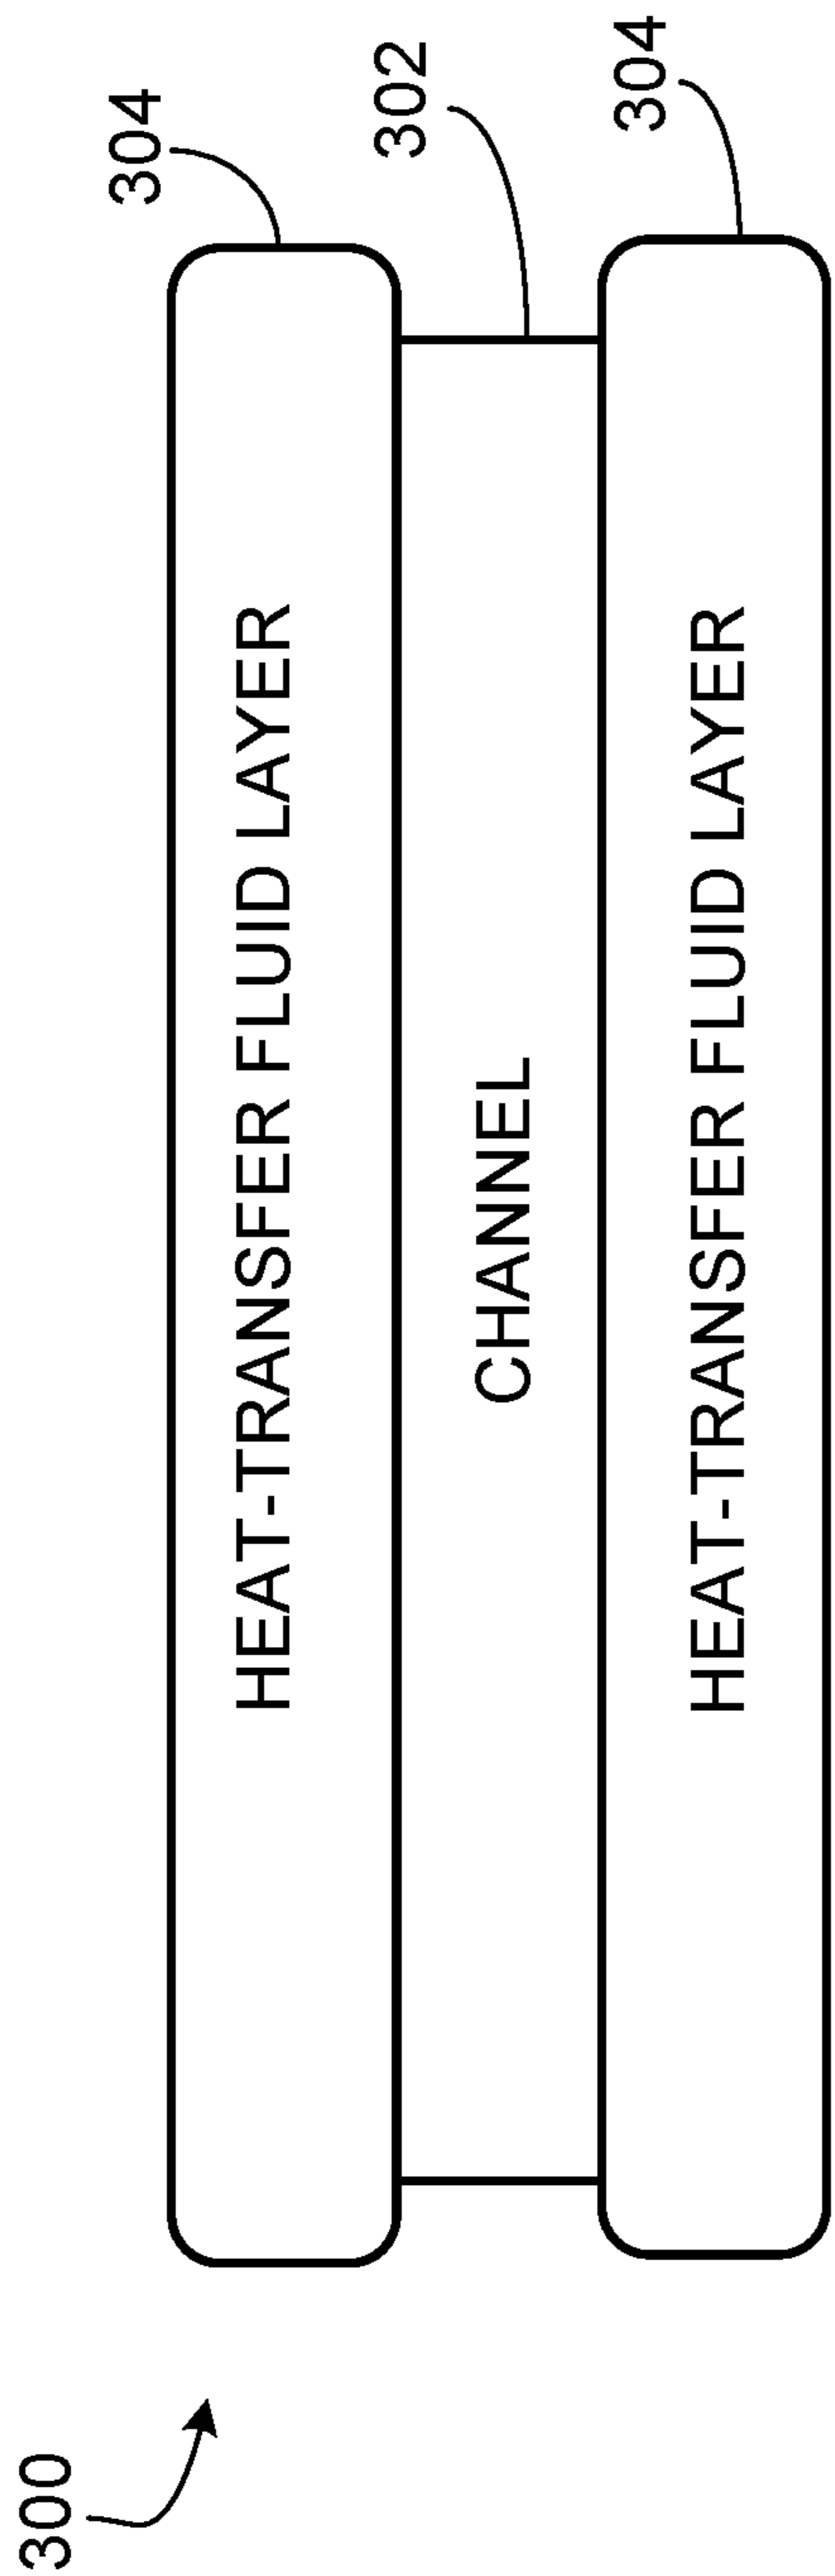 300
304
HEAT-TRANSFER FLUID LAYER
302
CHANNEL
304
HEAT-TRANSFER FLUID LAYER